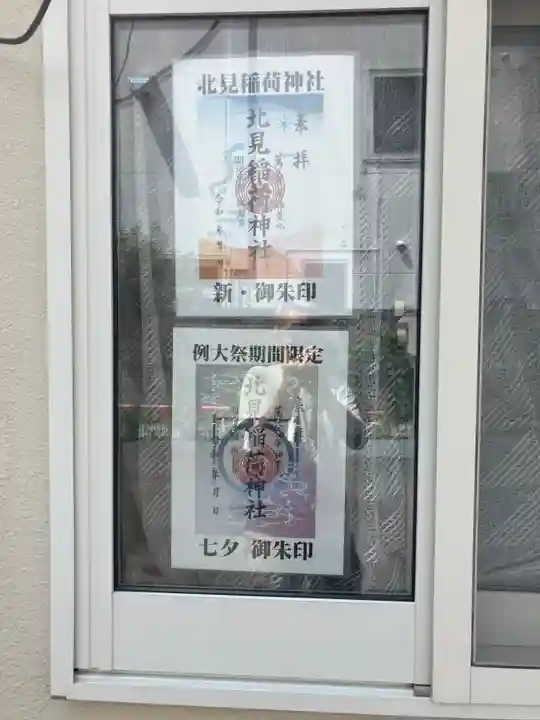 北見稲荷神社
奉拝
北見稲荷神社
新・御朱印
例大祭期間限定
北見稲荷神社
七夕 御朱印